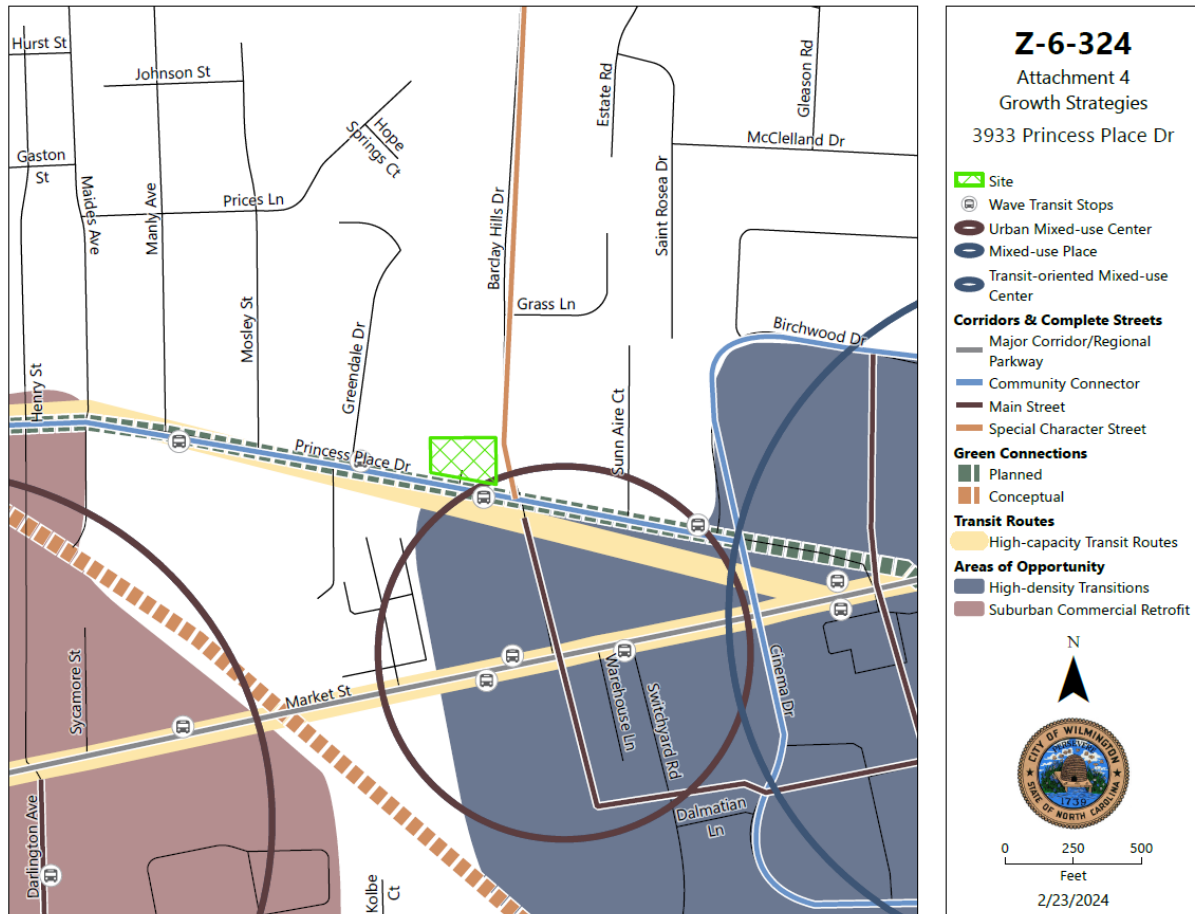 Hurst St
Johnson St
Gaston
St
Maides Ave
Manly Ave
Prices Ln
Hope
Springs Ct
Mosley St
Greendale Dr
Henry St
Barclay Hills Dr
Estate Rd
Gleason Rd
McClelland Dr
Saint Rosea Dr
Grass Ln
Birchwood Dr
Sunn Aire Ct
Princess Place Dr
Market St
Sycamore St
Darlington Ave
Warehouse Ln
Switchyard Rd
Cinema Dr
Dalmatian
Ln
Kolbe
Ct
Z-6-324
Attachment 4
Growth Strategies
3933 Princess Place Dr
Site
Wave Transit Stops
Urban Mixed-use Center
Mixed-use Place
Transit-oriented Mixed-use
Center
Corridors & Complete Streets
Major Corridor/Regional
Parkway
Community Connector
Main Street
Special Character Street
Green Connections
Planned
Conceptual
Transit Routes
High-capacity Transit Routes
Areas of Opportunity
High-density Transitions
Suburban Commercial Retrofit
N
CITY OF WILMINGTON
PERSEVERE
1739
STATE OF NORTH CAROLINA
0 250 500
Feet
2/23/2024